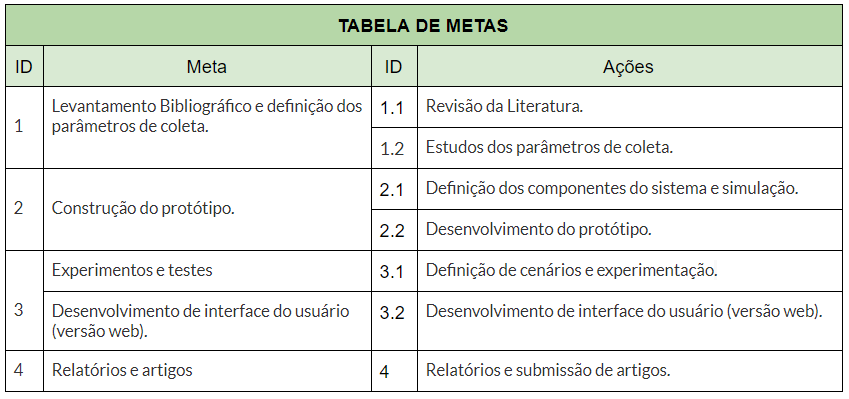 TABELA DE METAS
ID Meta ID Ações
1 Levantamento Bibliográfico e definição dos parâmetros de coleta. 1.1 Revisão da Literatura.
1.2 Estudos dos parâmetros de coleta.
2 Construção do protótipo. 2.1 Definição dos componentes do sistema e simulação.
2.2 Desenvolvimento do protótipo.
3 Experimentos e testes 3.1 Definição de cenários e experimentação.
Desenvolvimento de interface do usuário (versão web). 3.2 Desenvolvimento de interface do usuário (versão web).
4 Relatórios e artigos 4 Relatórios e submissão de artigos.